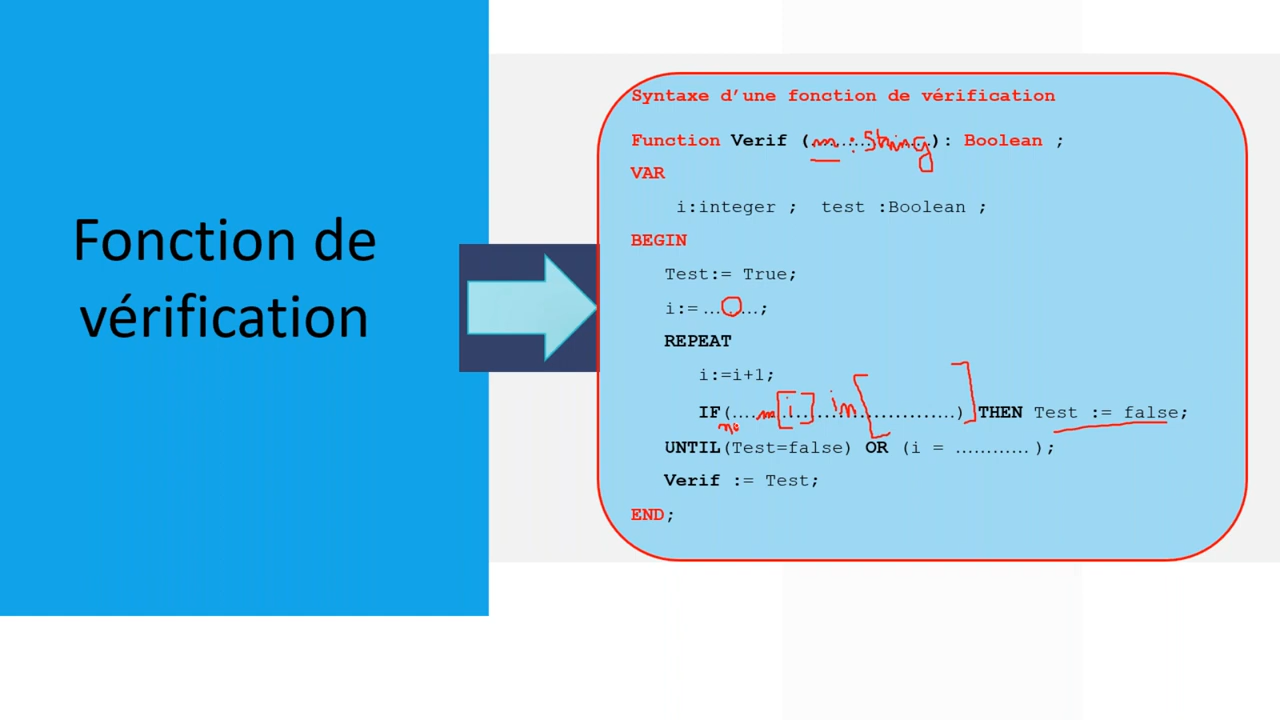 Fonction de
vérification
Syntaxe d’une fonction de vérification
Function Verif (m : String): Boolean ;
VAR
i:integer ; test :Boolean ;
BEGIN
Test:= True;
i:= ...0...;
REPEAT
i:=i+1;
IF(.... m[i] in [ ] ) THEN Test := false;
UNTIL(Test=false) OR (i = ............ );
Verif := Test;
END;